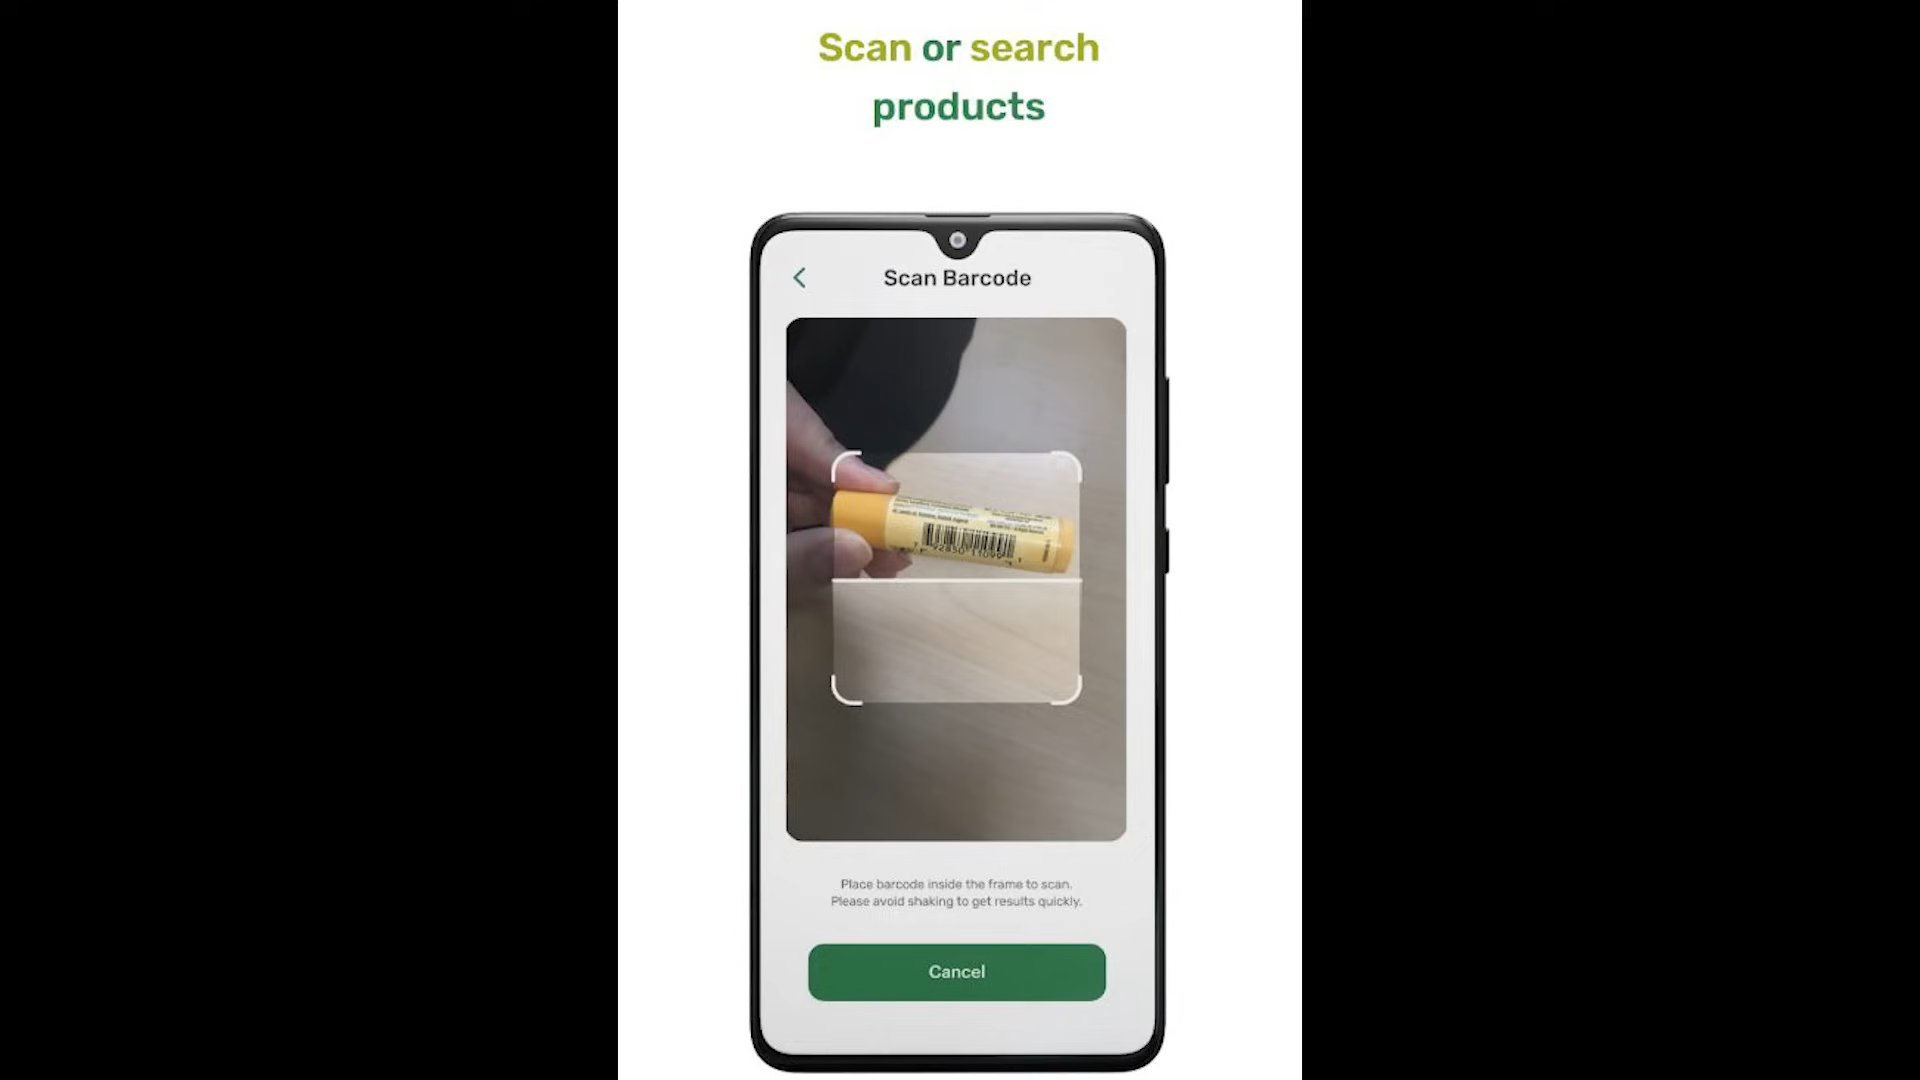 Scan or search
products
Scan Barcode
Place barcode inside the frame to scan.
Please avoid shaking to get results quickly.
Cancel